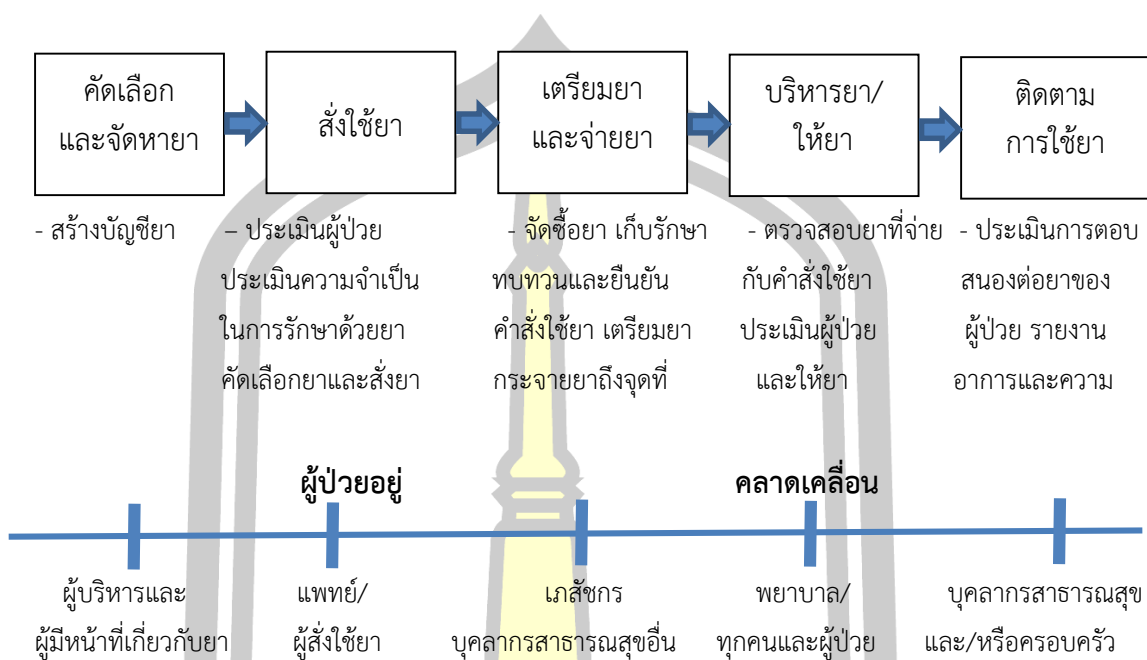 คัดเลือก
และจัดหายา
สั่งใช้ยา
เตรียมยา
และจ่ายยา
บริหารยา/
ให้ยา
ติดตาม
การใช้ยา
- สร้างบัญชียา
– ประเมินผู้ป่วย
ประเมินความจำเป็น
ในการรักษาด้วยยา
คัดเลือกยาและสั่งยา
- จัดซื้อยา เก็บรักษา
ทบทวนและยืนยัน
คำสั่งใช้ยา เตรียมยา
กระจายยาถึงจุดที่
- ตรวจสอบยาที่จ่าย
กับคำสั่งใช้ยา
ประเมินผู้ป่วย
และให้ยา
- ประเมินการตอบ
สนองต่อยาของ
ผู้ป่วย รายงาน
อาการและความ
ผู้ป่วยอยู่
คลาดเคลื่อน
ผู้บริหารและ
ผู้มีหน้าที่เกี่ยวกับยา
แพทย์/
ผู้สั่งใช้ยา
เภสัชกร
บุคลากรสาธารณสุขอื่น
พยาบาล/
ทุกคนและผู้ป่วย
บุคลากรสาธารณสุข
และ/หรือครอบครัว